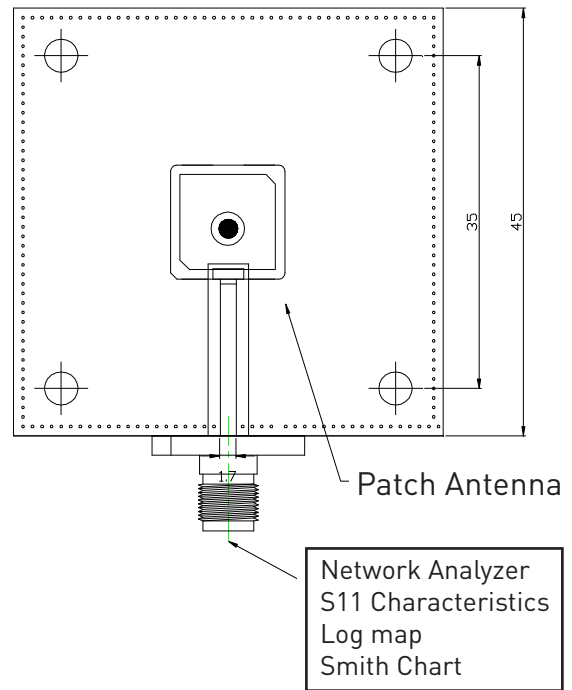 35
45
1.7
Patch Antenna
Network Analyzer
S11 Characteristics
Log map
Smith Chart